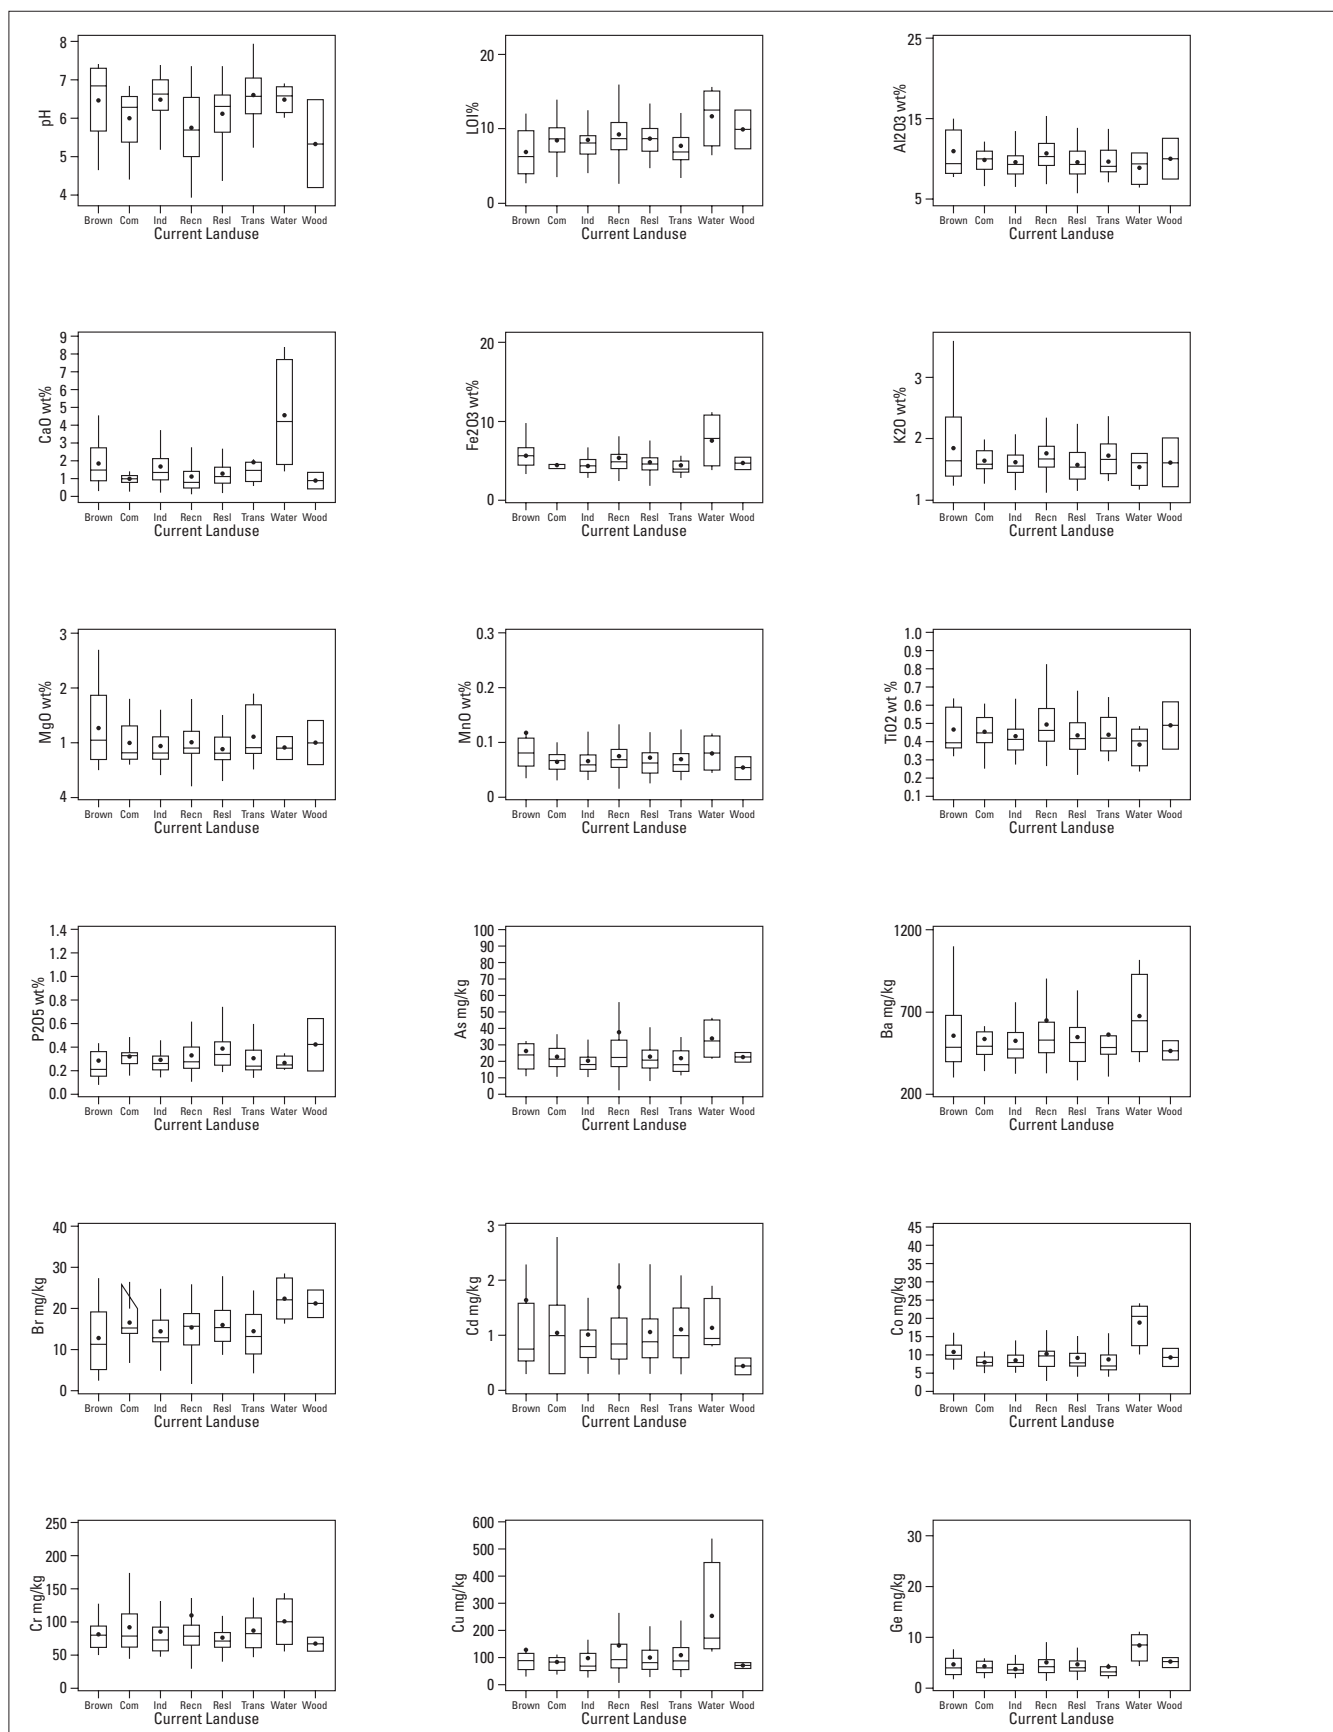 8
7
6
5
4
pH
Brown Com Ind Recn Resl Trans Water Wood
Current Landuse
20
10
0
LOI%
Brown Com Ind Recn Resl Trans Water Wood
Current Landuse
25
15
5
Al2O3 wt%
Brown Com Ind Recn Resl Trans Water Wood
Current Landuse
9
8
7
6
5
4
3
2
1
0
CaO wt%
Brown Com Ind Recn Resl Trans Water Wood
Current Landuse
20
10
0
Fe2O3 wt%
Brown Com Ind Recn Resl Trans Water Wood
Current Landuse
3
2
1
K2O wt%
Brown Com Ind Recn Resl Trans Water Wood
Current Landuse
3
2
1
4
MgO wt%
Brown Com Ind Recn Resl Trans Water Wood
Current Landuse
0.3
0.2
0.1
0
MnO wt%
Brown Com Ind Recn Resl Trans Water Wood
Current Landuse
1.0
0.9
0.8
0.7
0.6
0.5
0.4
0.3
0.2
0.1
TiO2 wt %
Brown Com Ind Recn Resl Trans Water Wood
Current Landuse
1.4
1.2
1.0
0.8
0.6
0.4
0.2
0.0
P2O5 wt%
Brown Com Ind Recn Resl Trans Water Wood
Current Landuse
100
90
80
70
60
50
40
30
20
10
0
As mg/kg
Brown Com Ind Recn Resl Trans Water Wood
Current Landuse
1200
700
200
Ba mg/kg
Brown Com Ind Recn Resl Trans Water Wood
Current Landuse
40
30
20
10
0
Br mg/kg
Brown Com Ind Recn Resl Trans Water Wood
Current Landuse
3
2
1
0
Cd mg/kg
Brown Com Ind Recn Resl Trans Water Wood
Current Landuse
45
40
35
30
25
20
15
10
5
0
Co mg/kg
Brown Com Ind Recn Resl Trans Water Wood
Current Landuse
250
200
150
100
50
0
Cr mg/kg
Brown Com Ind Recn Resl Trans Water Wood
Current Landuse
600
500
400
300
200
100
0
Cu mg/kg
Brown Com Ind Recn Resl Trans Water Wood
Current Landuse
30
20
10
0
Ge mg/kg
Brown Com Ind Recn Resl Trans Water Wood
Current Landuse